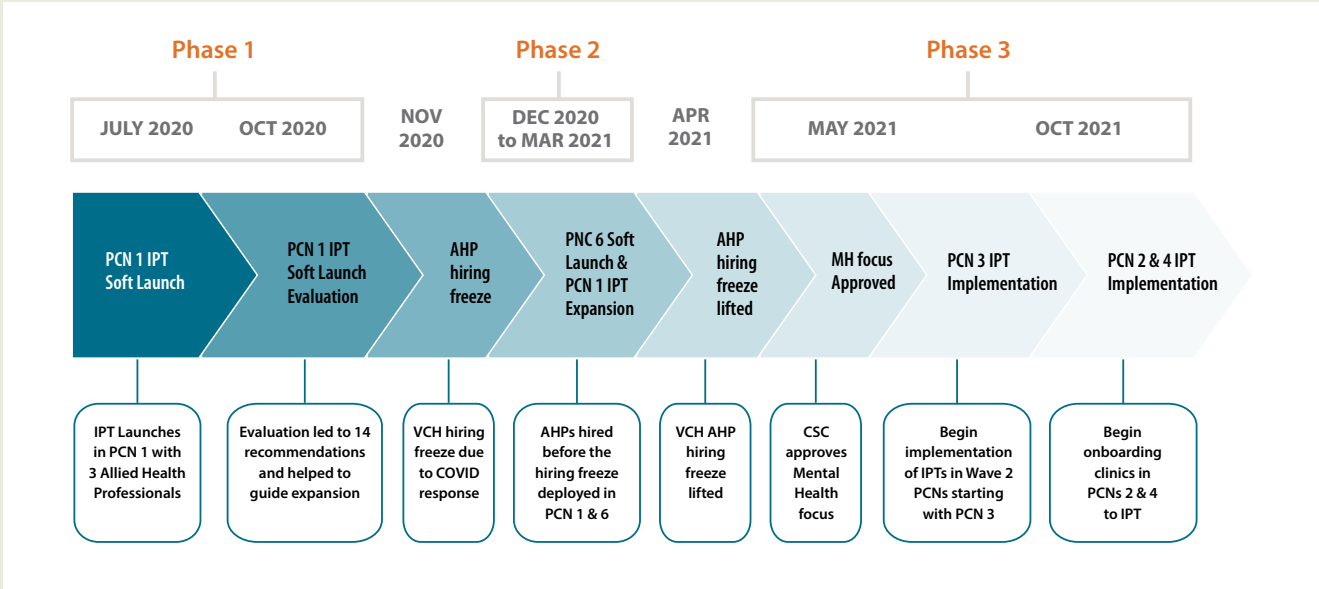 Phase 1
Phase 2
Phase 3
JULY 2020
OCT 2020
NOV
2020
DEC 2020
to MAR 2021
APR
2021
MAY 2021
OCT 2021
PCN 1 IPT
Soft Launch
PCN 1 IPT
Soft Launch
Evaluation
AHP
hiring
freeze
PNC 6 Soft
Launch &
PCN 1 IPT
Expansion
AHP
hiring
freeze
lifted
MH focus
Approved
PCN 3 IPT
Implementation
PCN 2 & 4 IPT
Implementation
IPT Launches
in PCN 1 with
3 Allied Health
Professionals
Evaluation led to 14
recommendations
and helped to
guide expansion
VCH hiring
freeze due
to COVID
response
AHPs hired
before the
hiring freeze
deployed in
PCN 1 & 6
VCH AHP
hiring
freeze
lifted
CSC
approves
Mental
Health
focus
Begin
implementation
of IPTs in Wave 2
PCNs starting
with PCN 3
Begin
onboarding
clinics in
PCNs 2 & 4
to IPT